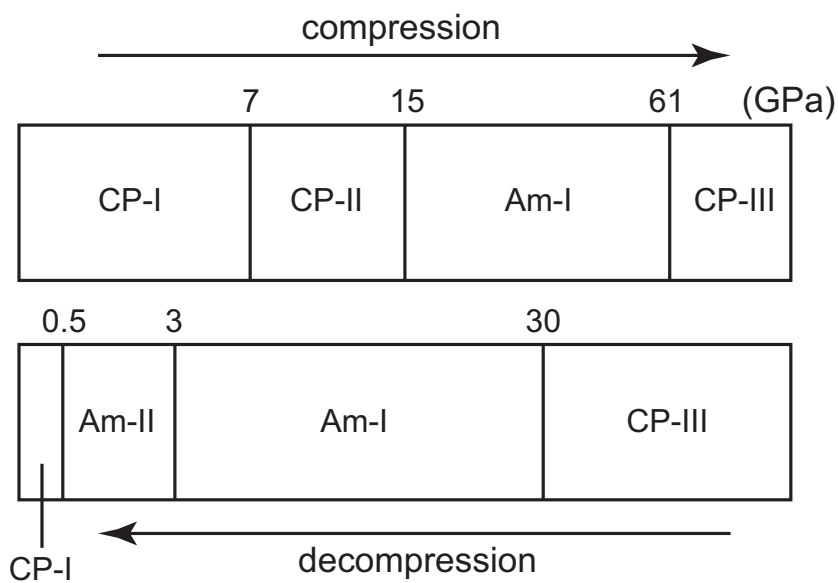 compression
7 15 61 (GPa)
CP-I CP-II Am-I CP-III
0.5 3 30
Am-II Am-I CP-III
CP-I
decompression